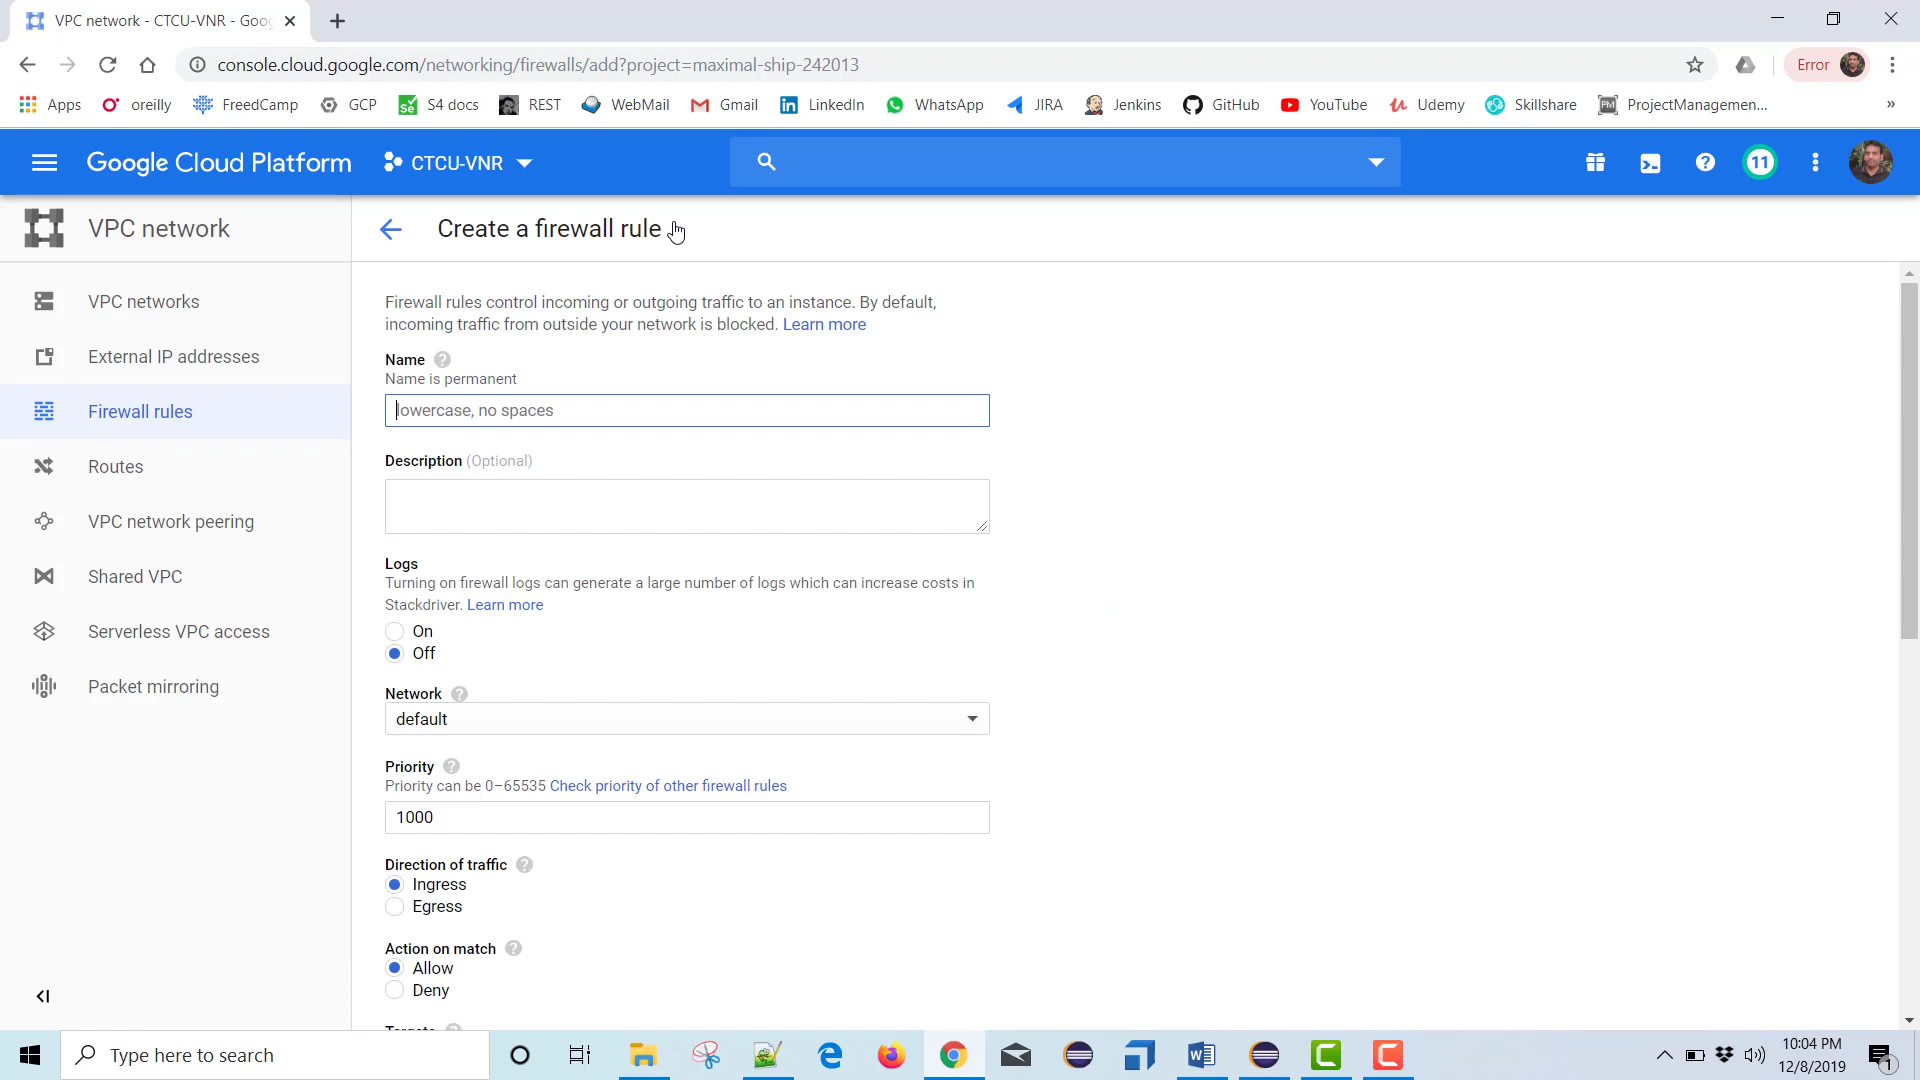 VPC network - CTCU-VNR - Goog
console.cloud.google.com/networking/firewalls/add?project=maximal-ship-242013
Error
Apps
oreilly
FreedCamp
GCP
S4 docs
REST
WebMail
Gmail
LinkedIn
WhatsApp
JIRA
Jenkins
GitHub
YouTube
Udemy
Skillshare
ProjectManagemen...
Google Cloud Platform
CTCU-VNR
11
VPC network
Create a firewall rule
VPC networks
External IP addresses
Firewall rules
Routes
VPC network peering
Shared VPC
Serverless VPC access
Packet mirroring
Firewall rules control incoming or outgoing traffic to an instance. By default,
incoming traffic from outside your network is blocked. Learn more
Name
Name is permanent
lowercase, no spaces
Description (Optional)
Logs
Turning on firewall logs can generate a large number of logs which can increase costs in
Stackdriver. Learn more
On
Off
Network
default
Priority
Priority can be 0–65535 Check priority of other firewall rules
1000
Direction of traffic
Ingress
Egress
Action on match
Allow
Deny
Targets
Type here to search
10:04 PM
12/8/2019
1